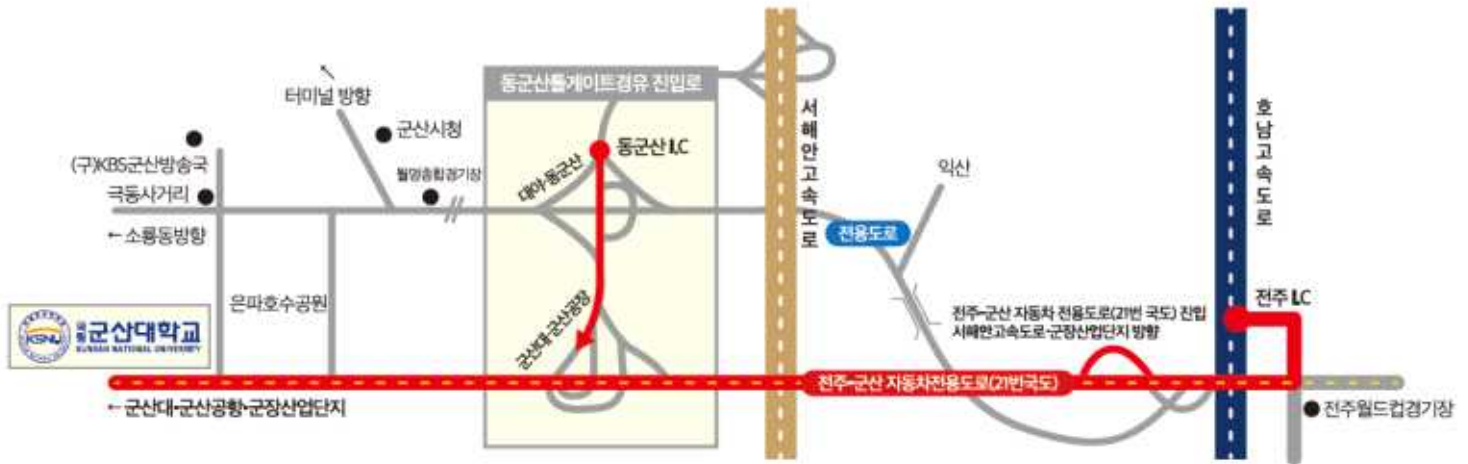 동군산톨게이트경유 진입로
터미널 방향
군산시청
(구)KBS군산방송국
월명종합경기장
극동사거리
← 소룡동방향
은파호수공원
대야·동군산
동군산 I.C
군산대·군산공장
서해안고속도로
전용도로
익산
호남고속도로
전주 I.C
전주-군산 자동차 전용도로(21번 국도) 진입
서해안고속도로·군장산업단지 방향
KSNU
국립군산대학교
KUNSAN NATIONAL UNIVERSITY
전주-군산 자동차전용도로(21번국도)
← 군산대·군산공항·군장산업단지
전주월드컵경기장